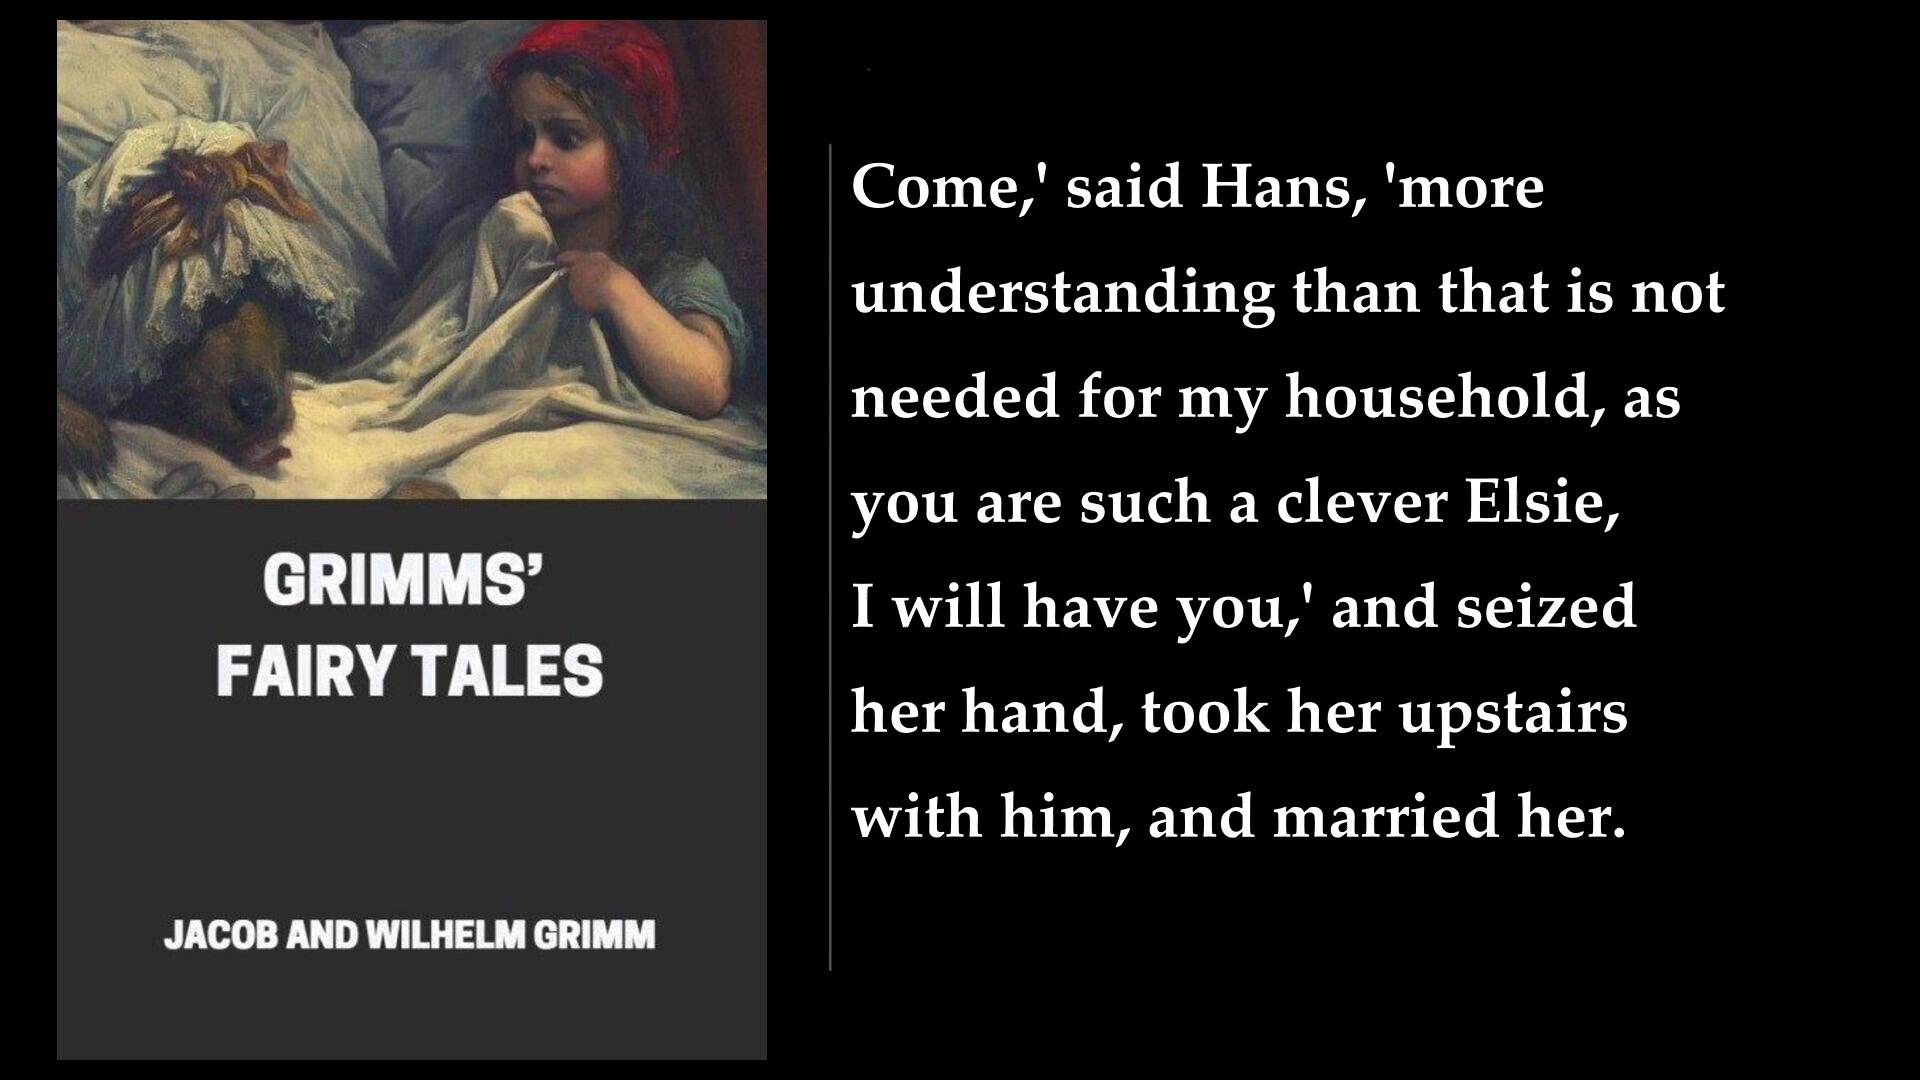 GRIMMS’
FAIRY TALES
JACOB AND WILHELM GRIMM
Come,' said Hans, 'more
understanding than that is not
needed for my household, as
you are such a clever Elsie,
I will have you,' and seized
her hand, took her upstairs
with him, and married her.